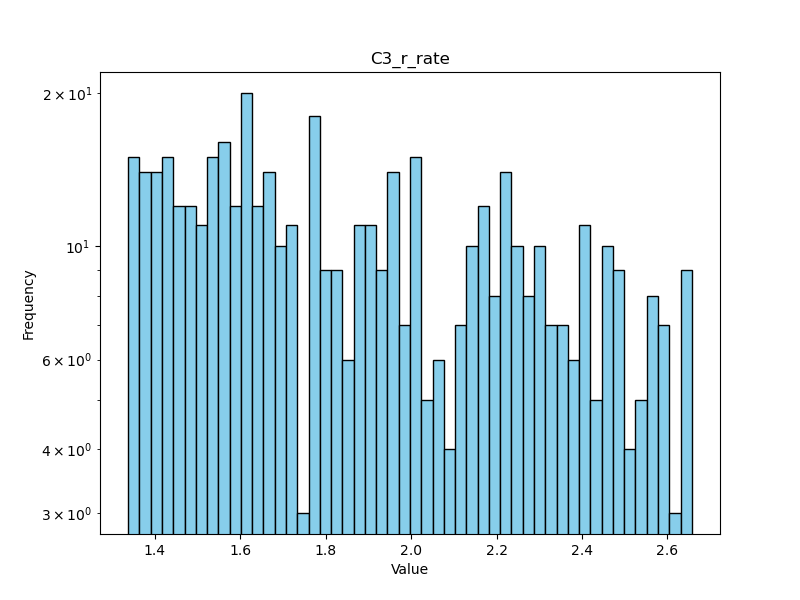 C3_r_rate
Frequency
2 × 10¹
10¹
6 × 10⁰
4 × 10⁰
3 × 10⁰
1.4 1.6 1.8 2.0 2.2 2.4 2.6
Value